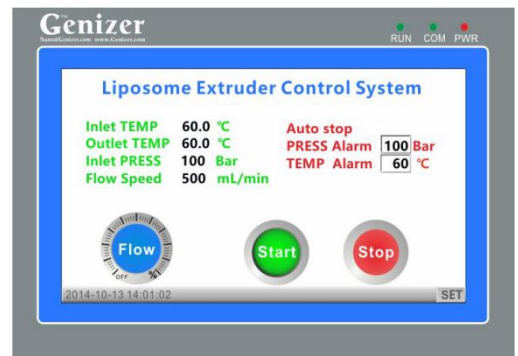 Genizer
RUN COM PWR
Liposome Extruder Control System
Inlet TEMP 60.0 ℃
Outlet TEMP 60.0 ℃
Inlet PRESS 100 Bar
Flow Speed 500 mL/min
Auto stop
PRESS Alarm 100 Bar
TEMP Alarm 60 ℃
Flow
OFF %
Start
Stop
2014-10-13 14:01:02
SET